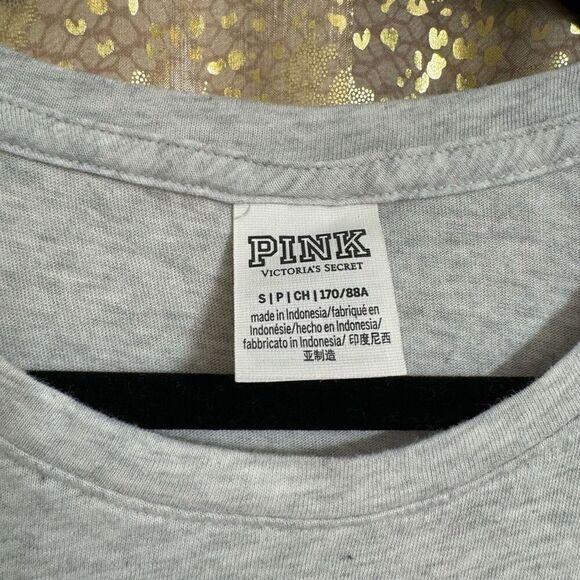 PINK
VICTORIA'S SECRET
S | P | CH | 170/88A
made in Indonesia/fabriqué en
Indonésie/hecho en Indonesia/
fabbricato in Indonesia/ 印度尼西
亚制造